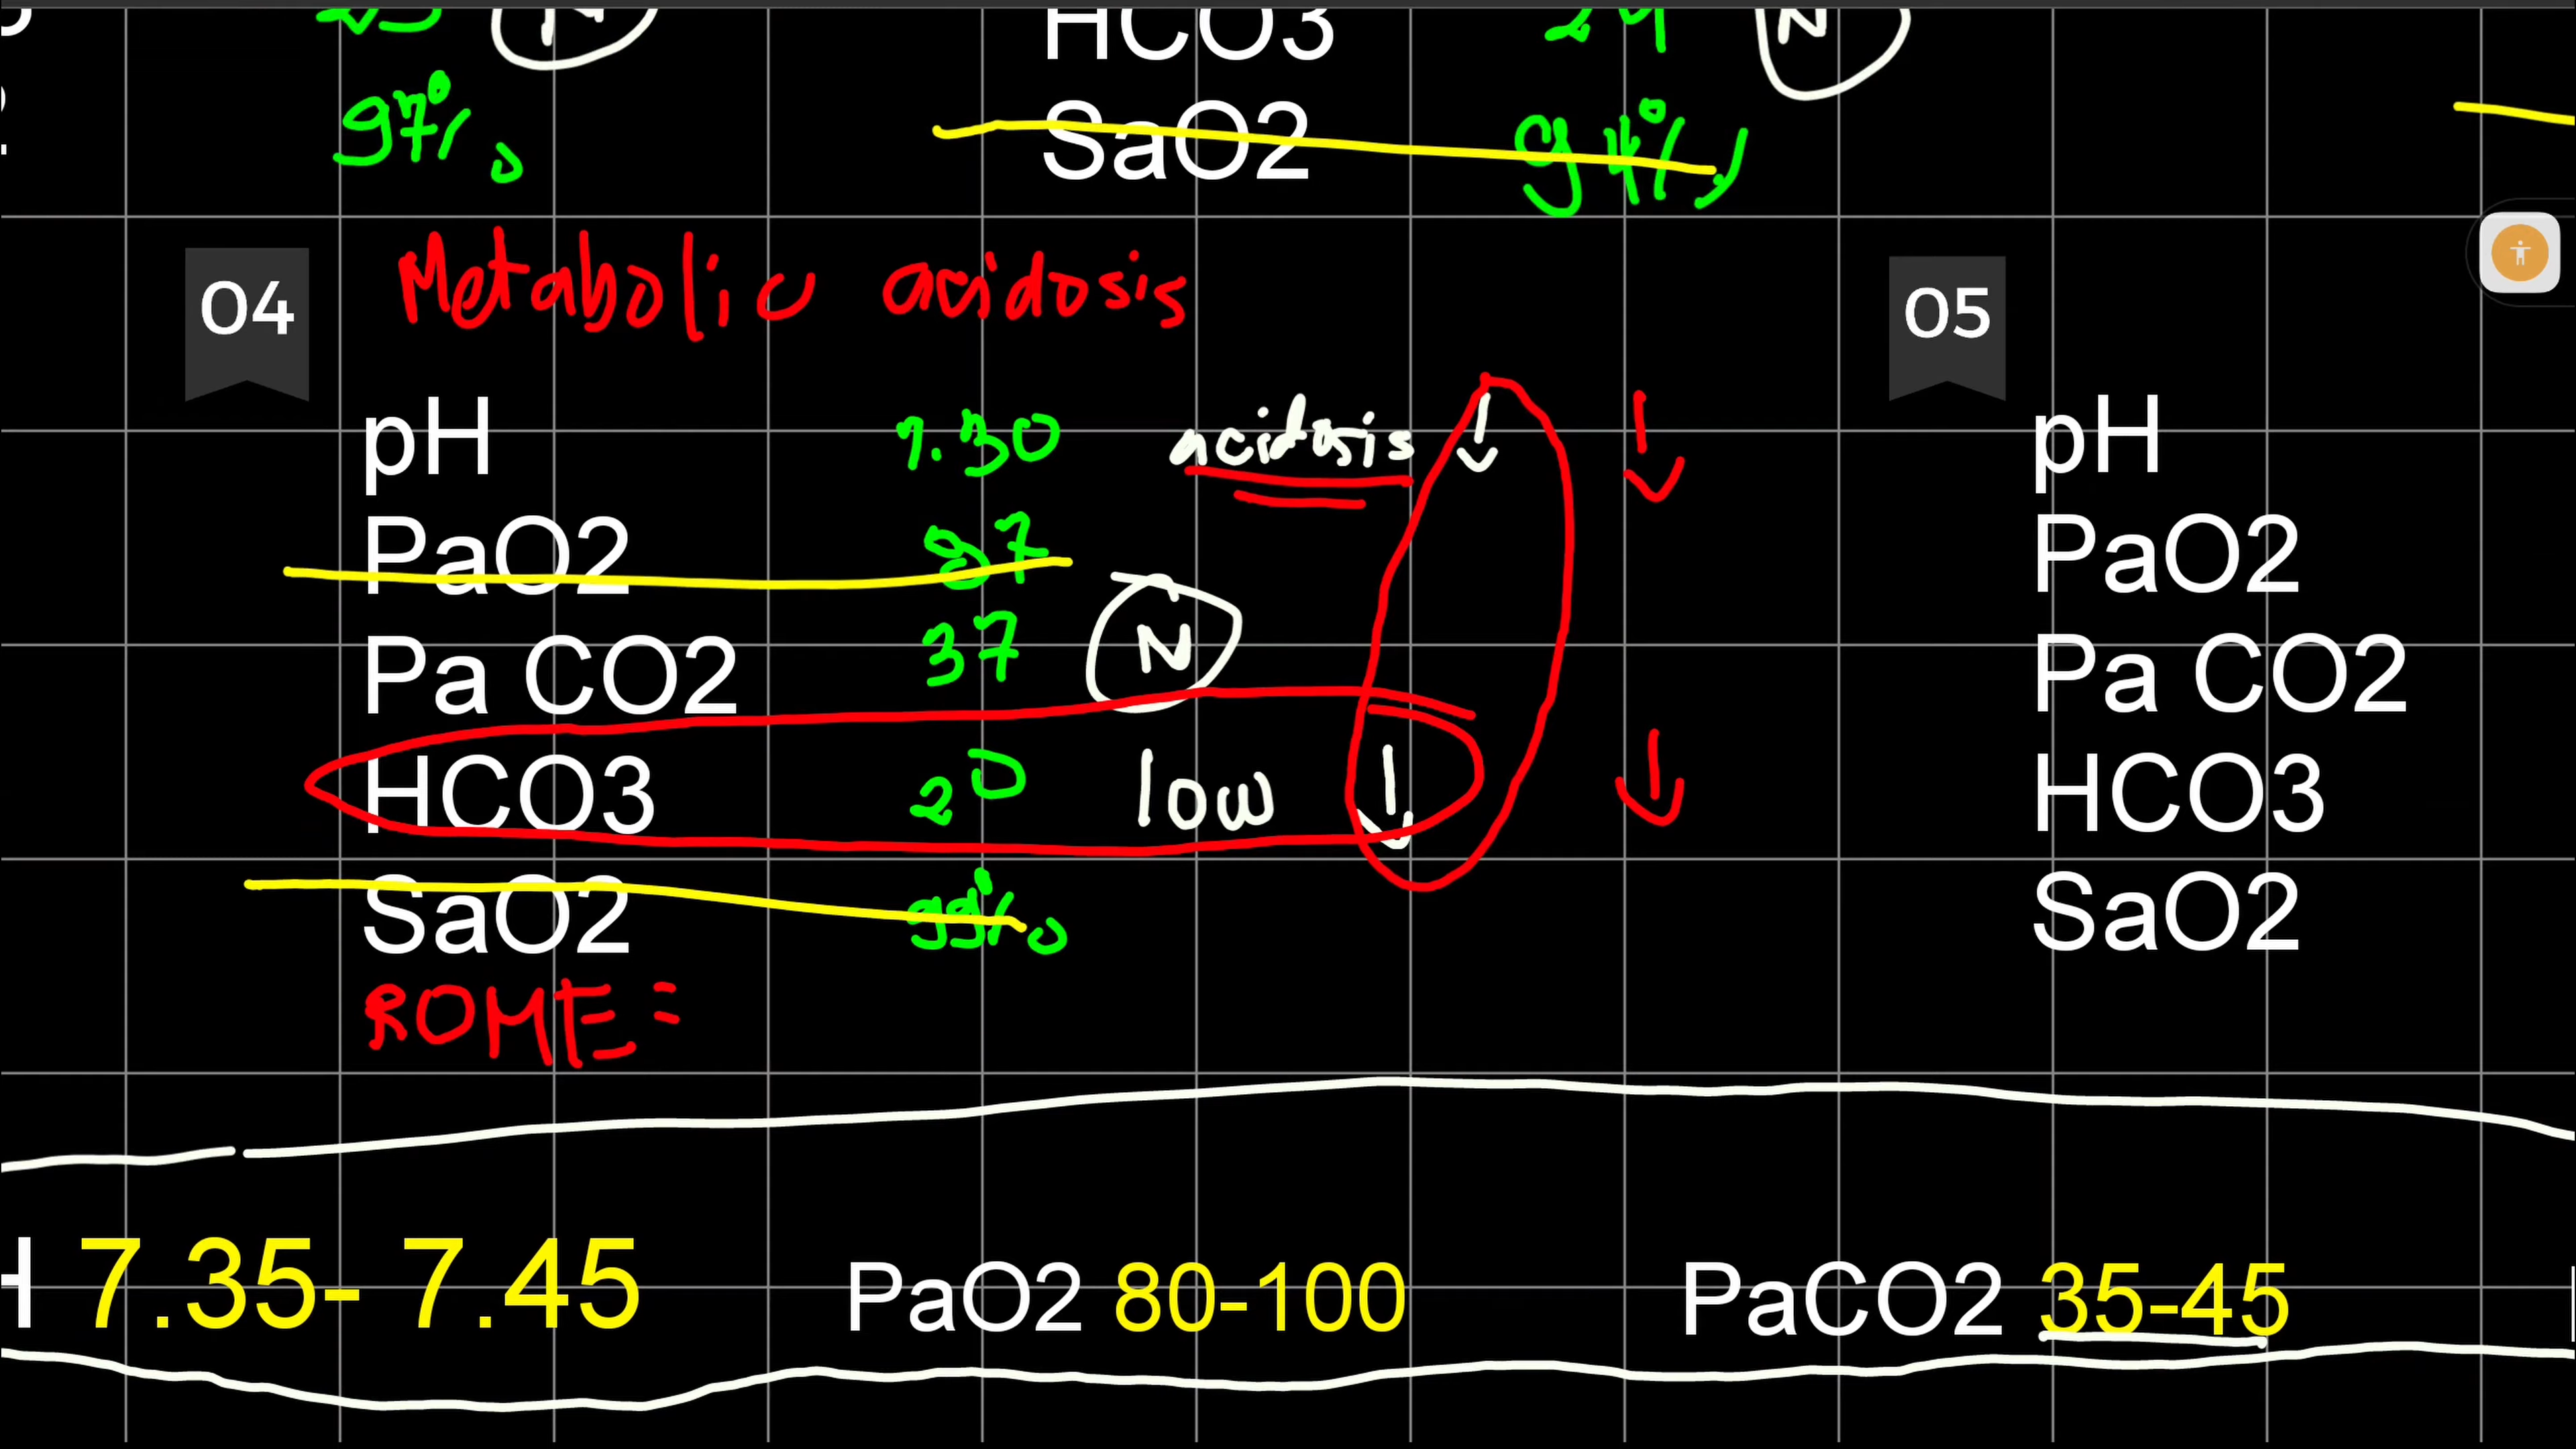 HCO3 24 N
97%
SaO2 94%
04 Metabolic acidosis
05
pH 7.30 acidosis ↓ ↓
PaO2 97
Pa CO2 37 N
HCO3 20 low ↓ ↓
SaO2 99%
ROME =
pH
PaO2
Pa CO2
HCO3
SaO2
7.35- 7.45
PaO2 80-100
PaCO2 35-45